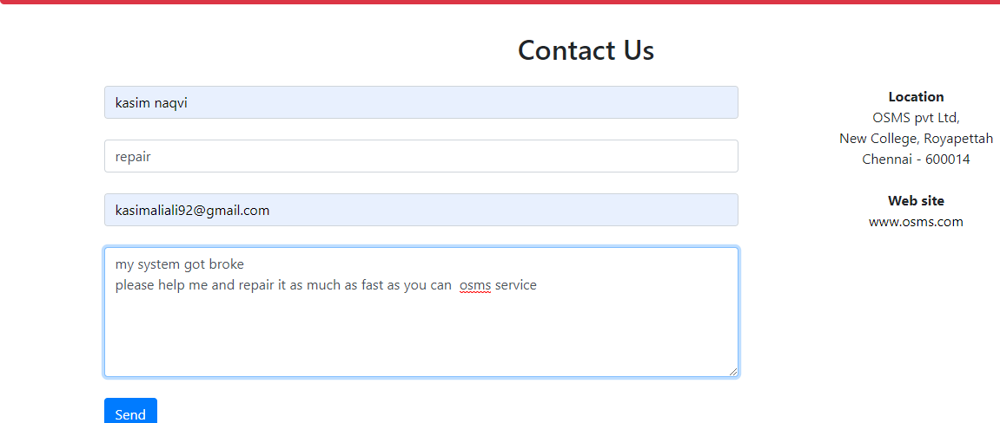 Contact Us
kasim naqvi
repair
kasimaliali92@gmail.com
my system got broke
please help me and repair it as much as fast as you can  osms service
Send
Location
OSMS pvt Ltd,
New College, Royapettah
Chennai - 600014
Web site
www.osms.com